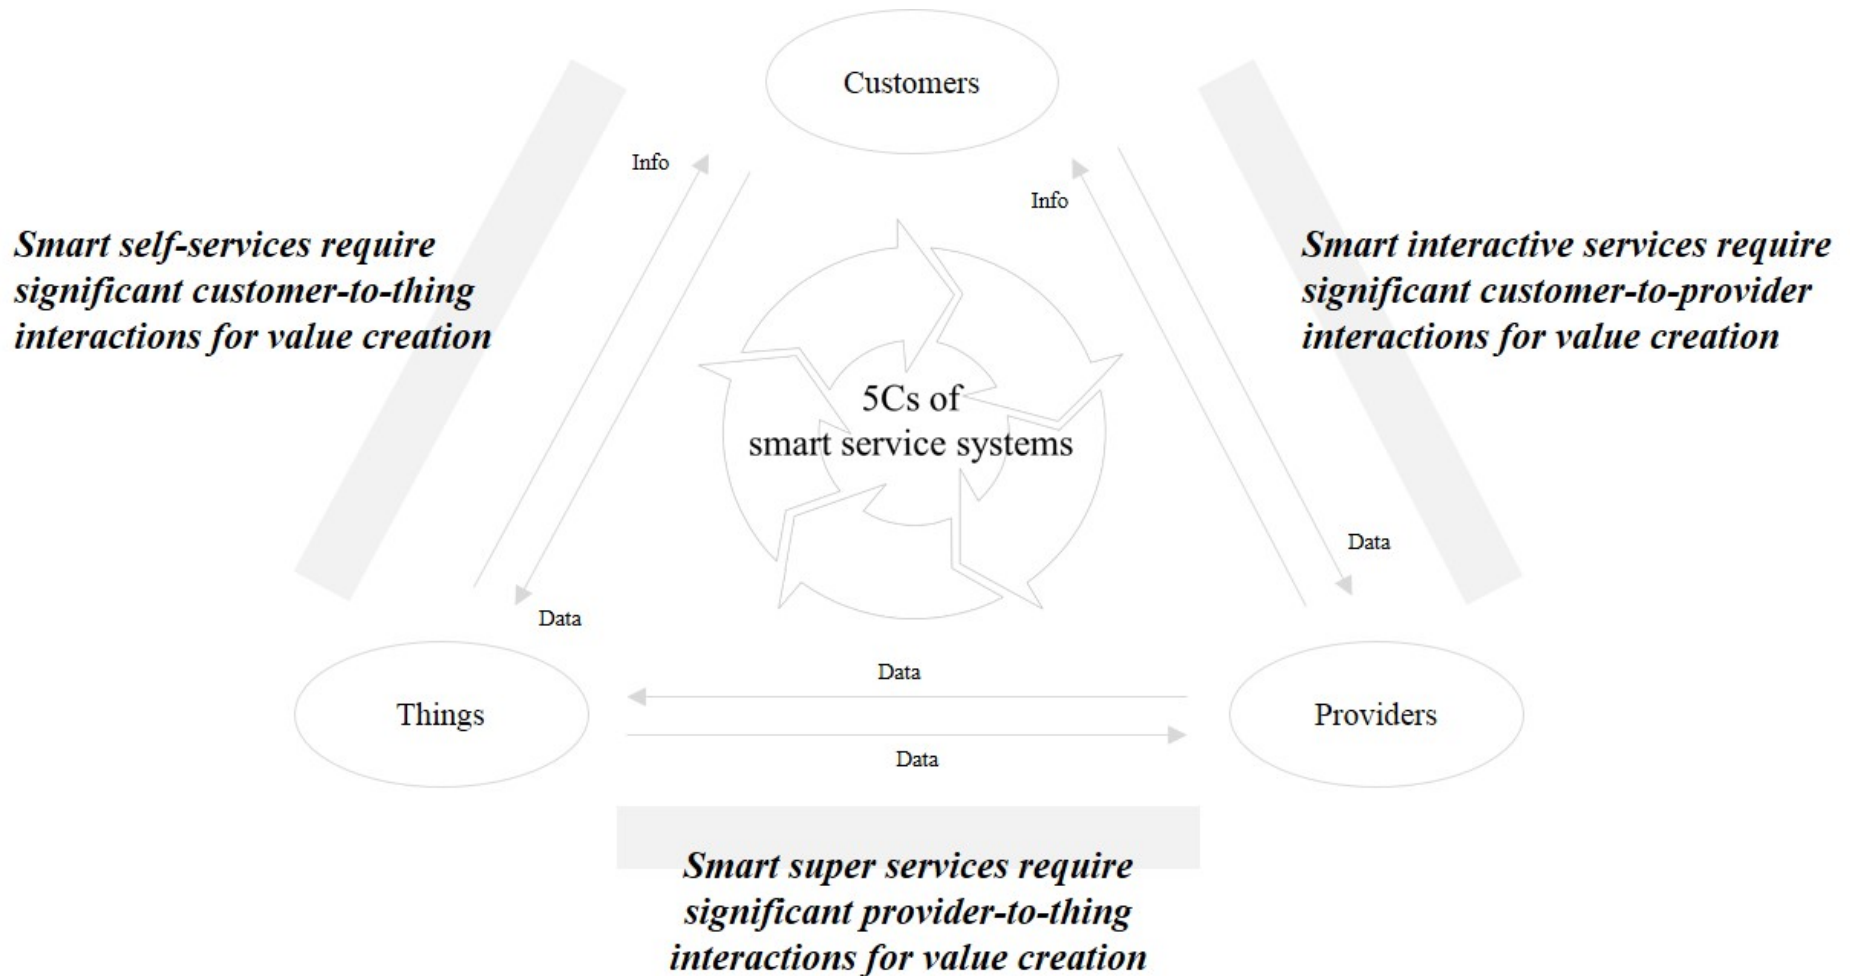 Customers
Info
Info
Smart self-services require
significant customer-to-thing
interactions for value creation
Smart interactive services require
significant customer-to-provider
interactions for value creation
5Cs of
smart service systems
Data
Data
Data
Things
Providers
Data
Smart super services require
significant provider-to-thing
interactions for value creation